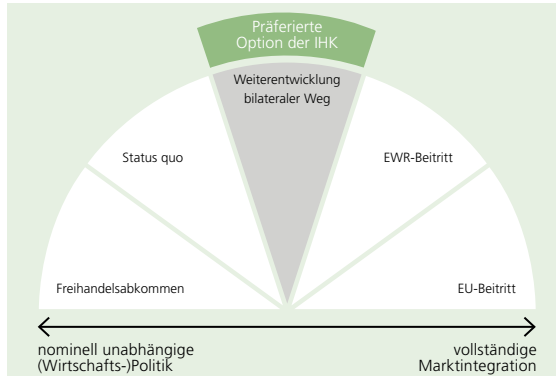 Präferierte
Option der IHK
Weiterentwicklung
bilateraler Weg
Status quo
EWR-Beitritt
Freihandelsabkommen
EU-Beitritt
nominell unabhängige
(Wirtschafts-)Politik
vollständige
Marktintegration